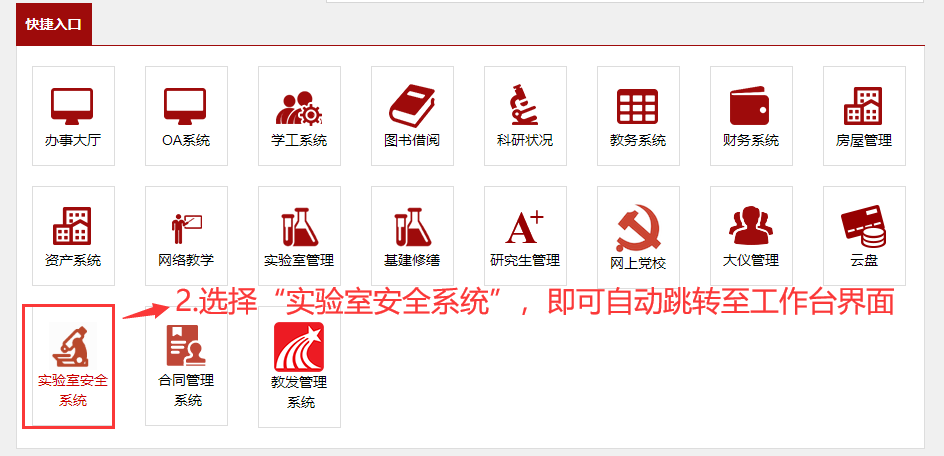 快捷入口
办事大厅
OA系统
学工系统
图书借阅
科研状况
教务系统
财务系统
房屋管理
资产系统
网络教学
实验室管理
基建修缮
研究生管理
网上党校
大仪管理
云盘
2.选择“实验室安全系统”，即可自动跳转至工作台界面
实验室安全
系统
合同管理
系统
教发管理
系统